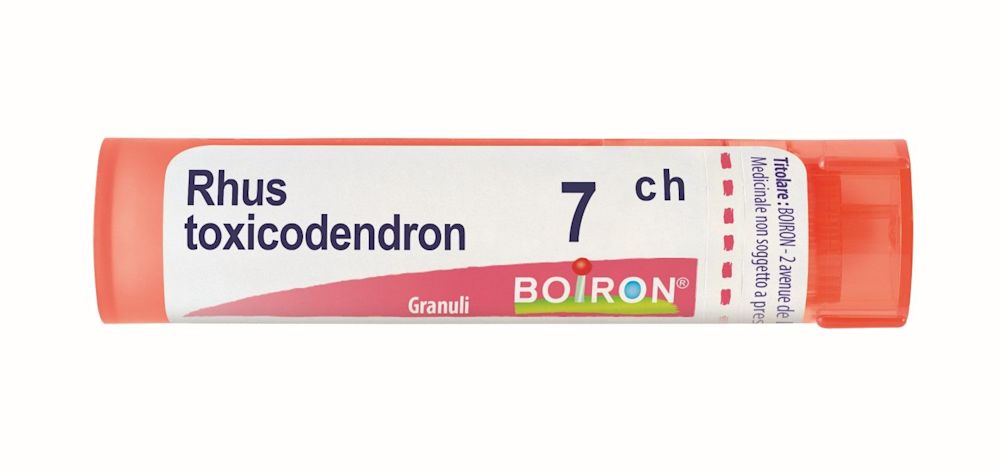 Rhus
toxicodendron
7 ch
Granuli
BOIRON®
Titolare: BOIRON - 2 avenue de
Medicinale non soggetto a pres